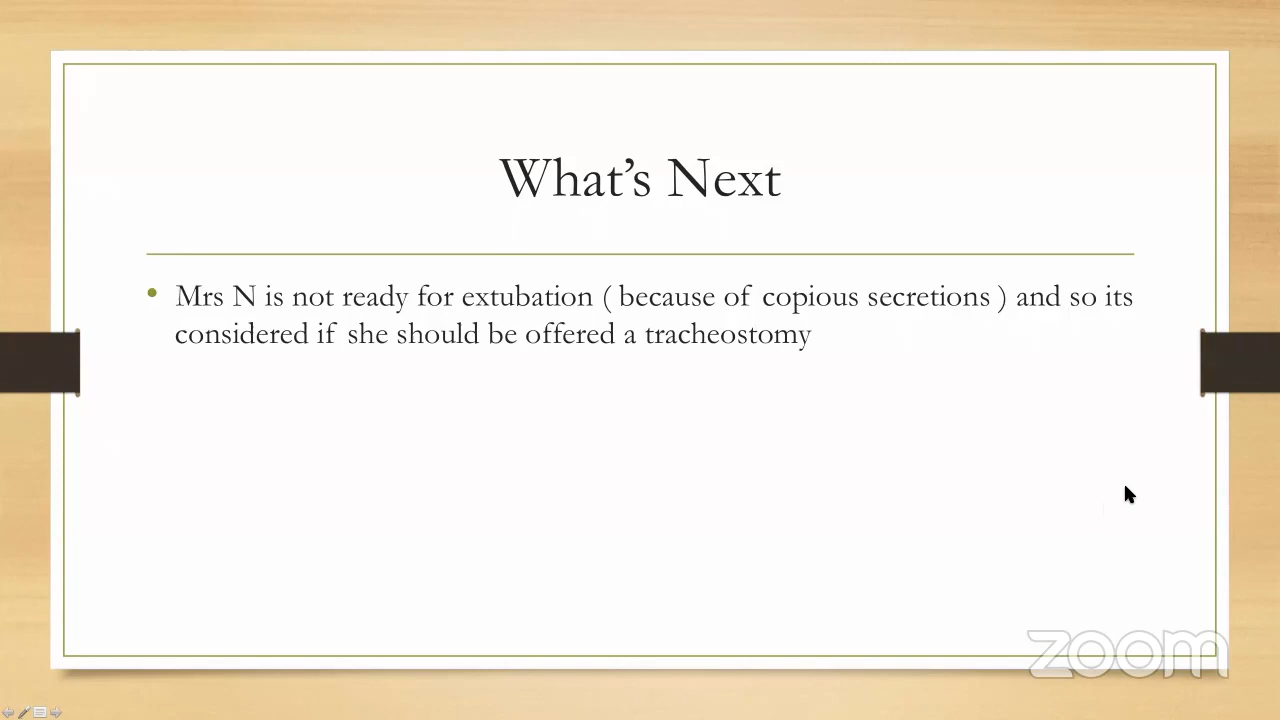 What’s Next
• Mrs N is not ready for extubation ( because of copious secretions ) and so its
considered if she should be offered a tracheostomy
zoom